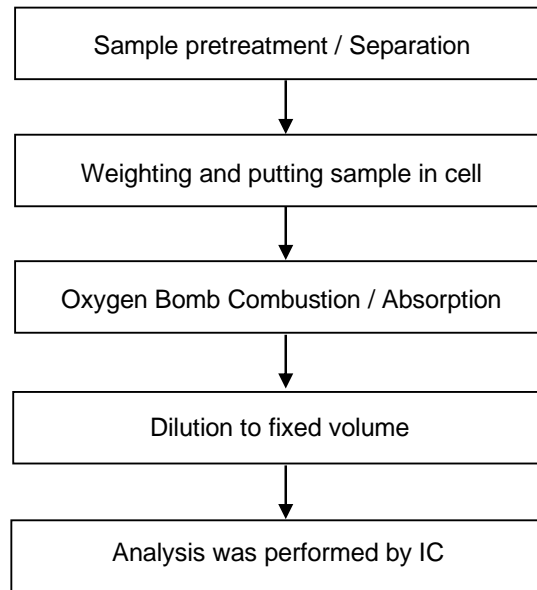 Sample pretreatment / Separation
Weighting and putting sample in cell
Oxygen Bomb Combustion / Absorption
Dilution to fixed volume
Analysis was performed by IC